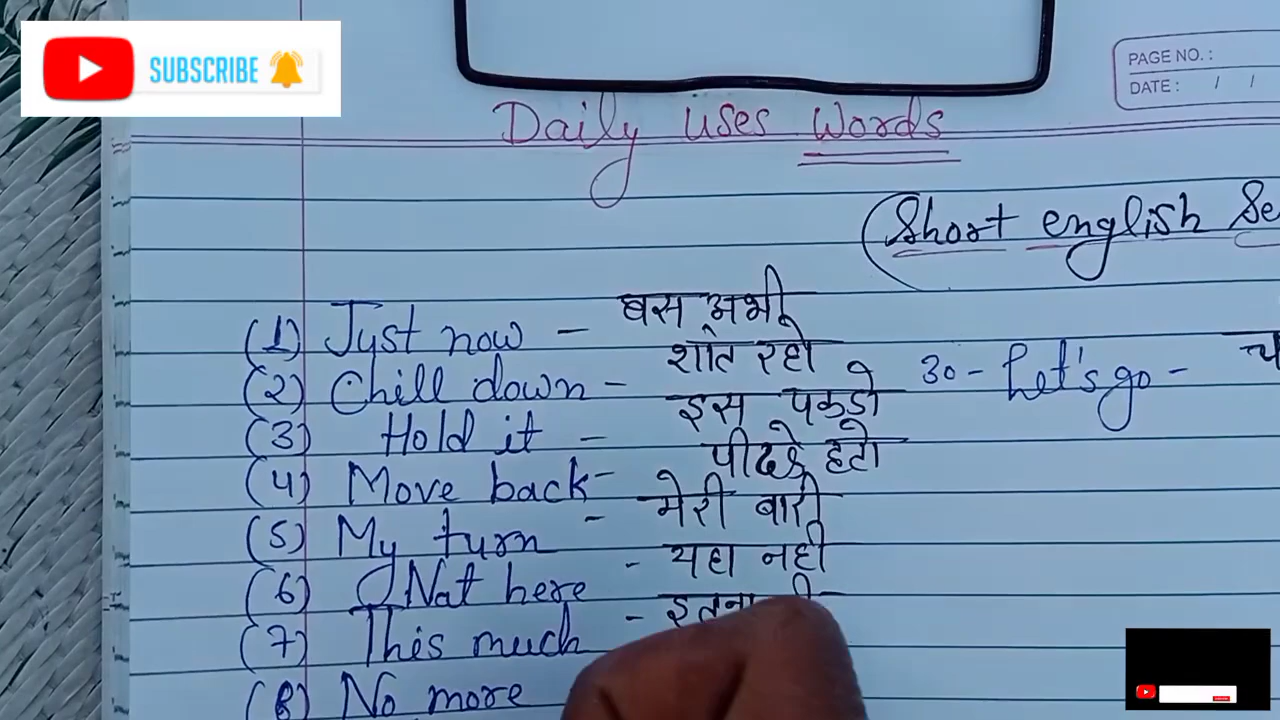 SUBSCRIBE
PAGE NO. :
DATE : / /
Daily uses Words
(Short english Se
(1) Just now - बस अभी
(2) Chill down - शांत रहो
(3) Hold it - इस पकडो
(4) Move back - पीछे हटो
(5) My turn - मेरी बारी
(6) Nat here - यहा नही
(7) This much - इतना
(8) No more
30 - Let's go - च